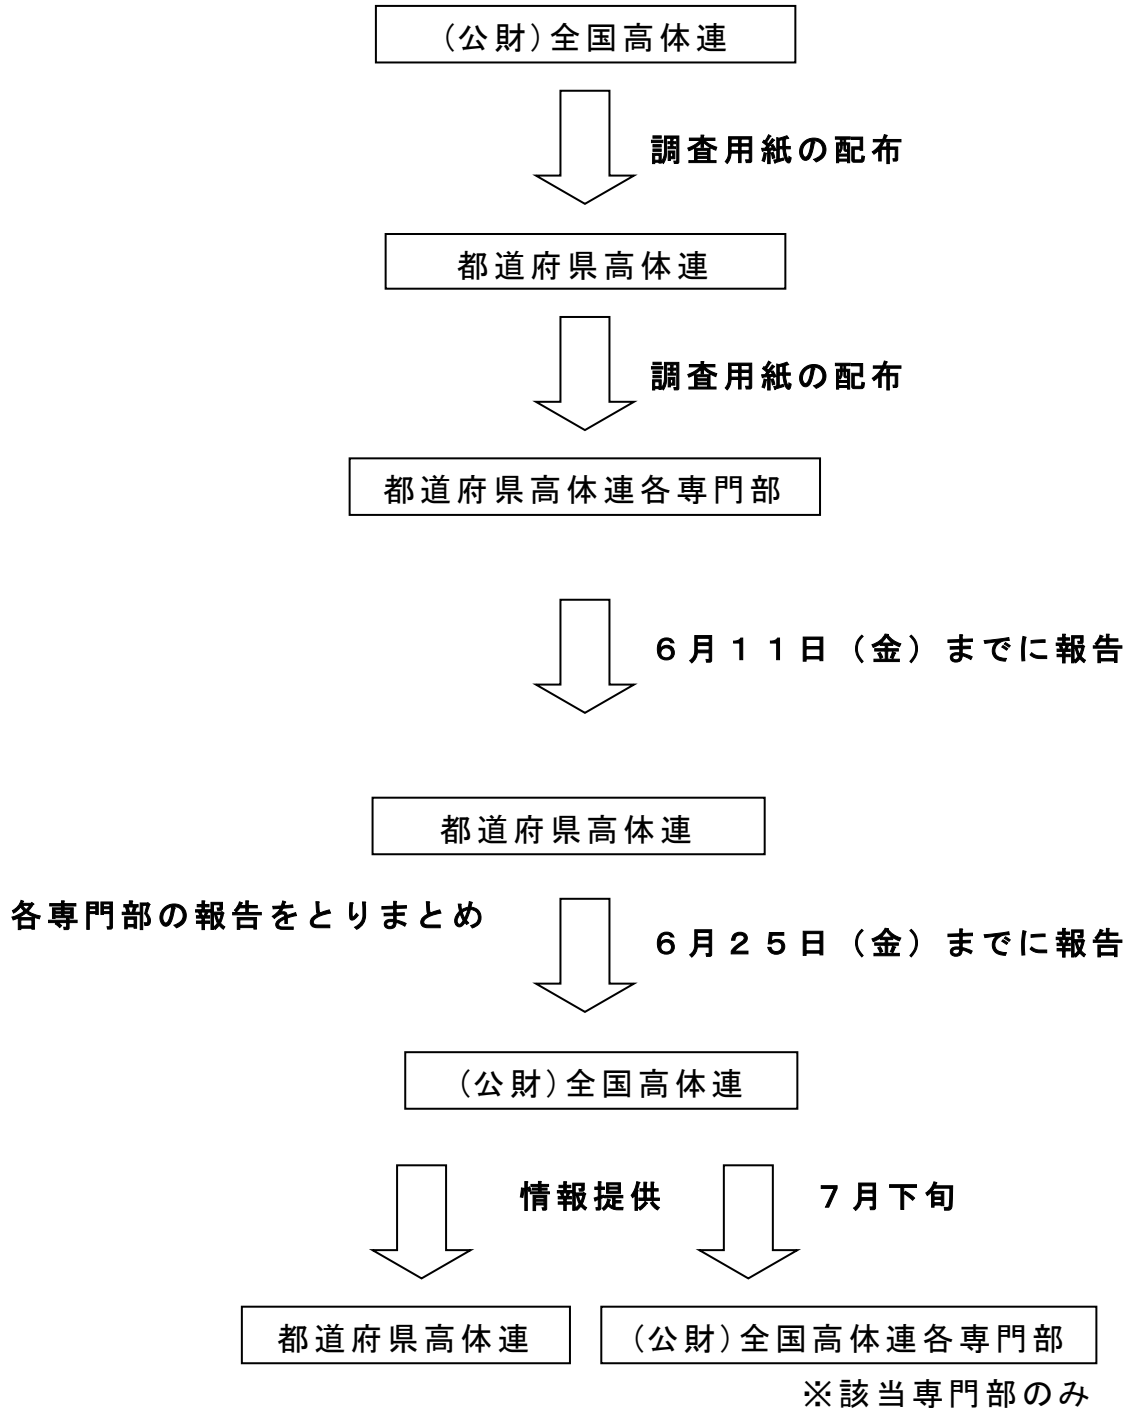 (公財)全国高体連
調査用紙の配布
都道府県高体連
調査用紙の配布
都道府県高体連各専門部
６月１１日（金）までに報告
都道府県高体連
各専門部の報告をとりまとめ
６月２５日（金）までに報告
(公財)全国高体連
情報提供
７月下旬
都道府県高体連
(公財)全国高体連各専門部
※該当専門部のみ